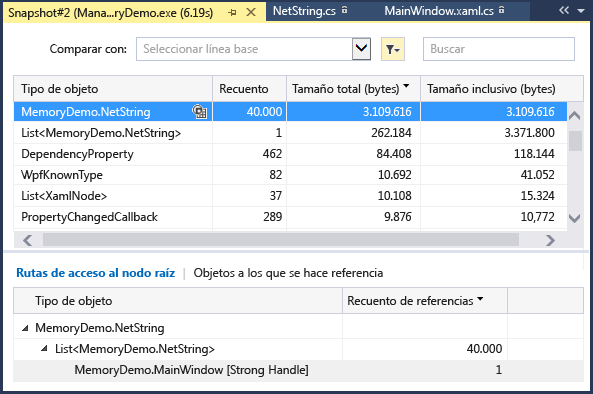 Snapshot#2 (Mana...ryDemo.exe (6.19s) NetString.cs MainWindow.xaml.cs
Comparar con: Seleccionar línea base Buscar
Tipo de objeto Recuento Tamaño total (bytes) Tamaño inclusivo (bytes)
MemoryDemo.NetString 40.000 3.109.616 3.109.616
List<MemoryDemo.NetString> 1 262.184 3.371.800
DependencyProperty 462 84.408 118.144
WpfKnownType 82 10.692 41.052
List<XamlNode> 37 10.108 15.324
PropertyChangedCallback 289 9.876 10,772
Rutas de acceso al nodo raíz Objetos a los que se hace referencia
Tipo de objeto Recuento de referencias
MemoryDemo.NetString
List<MemoryDemo.NetString> 40.000
MemoryDemo.MainWindow [Strong Handle] 1